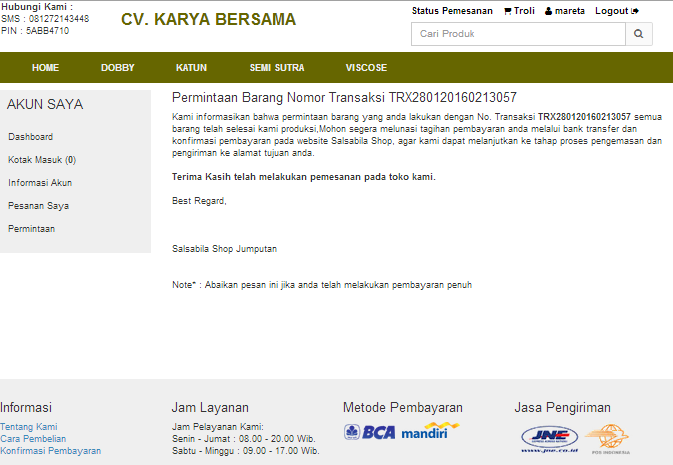 Hubungi Kami :
SMS : 081272143448
PIN : 5ABB4710
CV. KARYA BERSAMA
Status Pemesanan Troli mareta Logout
Cari Produk
HOME DOBBY KATUN SEMI SUTRA VISCOSE
AKUN SAYA
Dashboard
Kotak Masuk (0)
Informasi Akun
Pesanan Saya
Permintaan
Permintaan Barang Nomor Transaksi TRX280120160213057
Kami informasikan bahwa permintaan barang yang anda lakukan dengan No. Transaksi TRX280120160213057 semua
barang telah selesai kami produksi,Mohon segera melunasi tagihan pembayaran anda melalui bank transfer dan
konfirmasi pembayaran pada website Salsabila Shop, agar kami dapat melanjutkan ke tahap proses pengemasan dan
pengiriman ke alamat tujuan anda.
Terima Kasih telah melakukan pemesanan pada toko kami.
Best Regard,
Salsabila Shop Jumputan
Note* : Abaikan pesan ini jika anda telah melakukan pembayaran penuh
Informasi
Tentang Kami
Cara Pembelian
Konfirmasi Pembayaran
Jam Layanan
Jam Pelayanan Kami:
Senin - Jumat : 08.00 - 20.00 Wib.
Sabtu - Minggu : 09.00 - 17.00 Wib.
Metode Pembayaran
BCA mandiri
Jasa Pengiriman
JNE
www.jne.co.id
POS INDONESIA